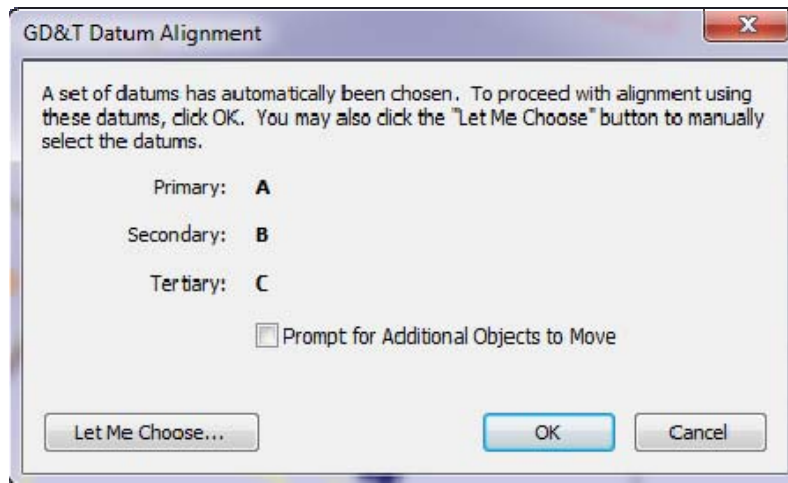 GD&T Datum Alignment
A set of datums has automatically been chosen. To proceed with alignment using
these datums, click OK. You may also click the "Let Me Choose" button to manually
select the datums.
Primary: A
Secondary: B
Tertiary: C
Prompt for Additional Objects to Move
Let Me Choose... OK Cancel